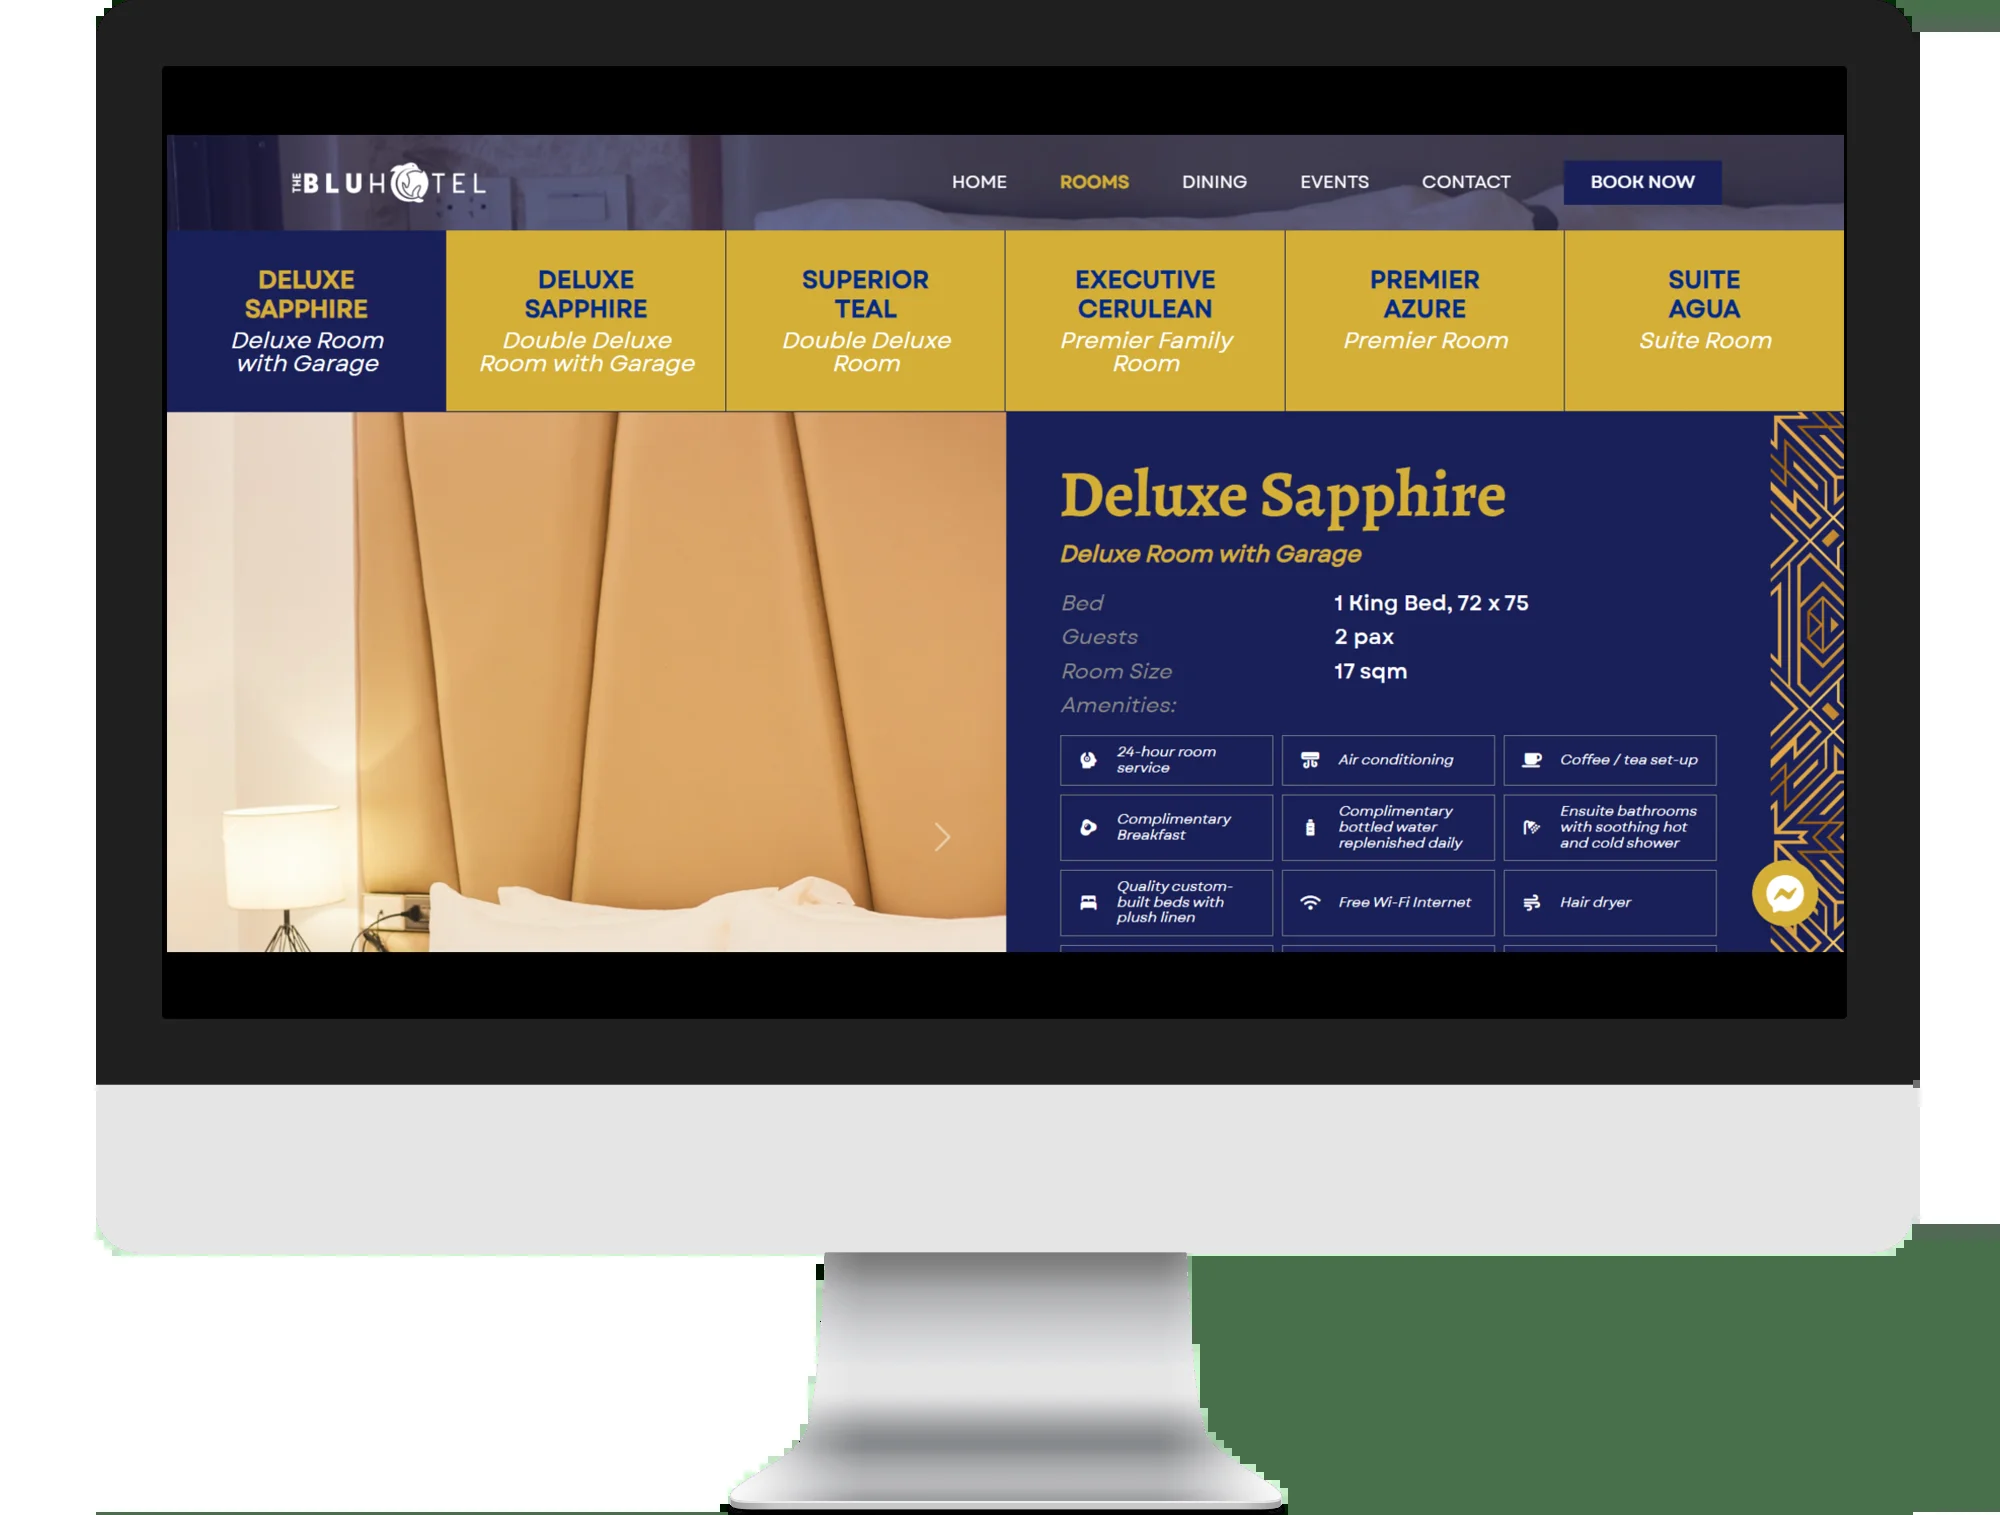 THE BLU HOTEL
HOME ROOMS DINING EVENTS CONTACT BOOK NOW
DELUXE
SAPPHIRE
Deluxe Room
with Garage
DELUXE
SAPPHIRE
Double Deluxe
Room with Garage
SUPERIOR
TEAL
Double Deluxe
Room
EXECUTIVE
CERULEAN
Premier Family
Room
PREMIER
AZURE
Premier Room
SUITE
AGUA
Suite Room
Deluxe Sapphire
Deluxe Room with Garage
Bed 1 King Bed, 72 x 75
Guests 2 pax
Room Size 17 sqm
Amenities:
24-hour room
service
Air conditioning
Coffee / tea set-up
Complimentary
Breakfast
Complimentary
bottled water
replenished daily
Ensuite bathrooms
with soothing hot
and cold shower
Quality custom-
built beds with
plush linen
Free Wi-Fi Internet
Hair dryer